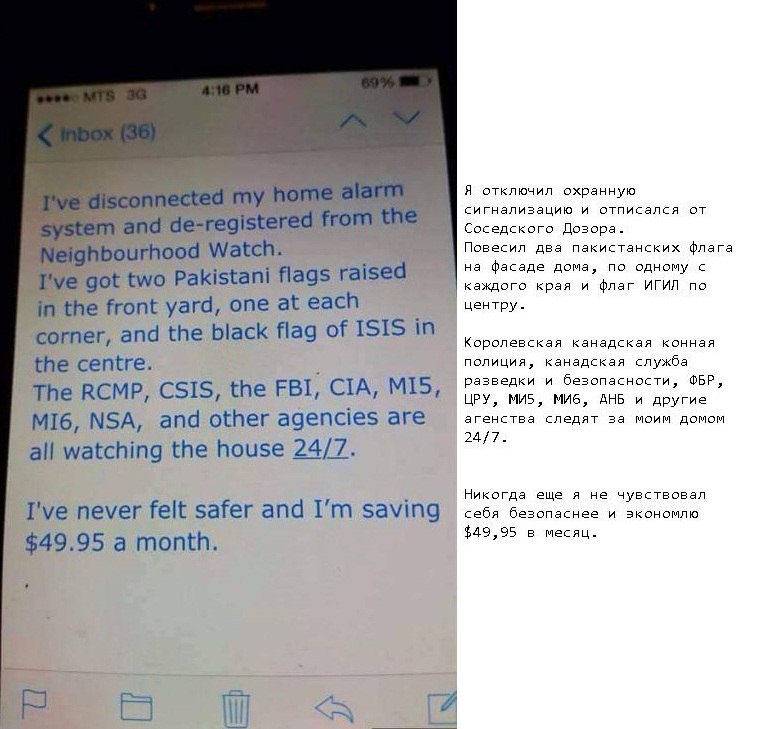 MTS 3G 4:16 PM 69%
Inbox (36)
I've disconnected my home alarm
system and de-registered from the
Neighbourhood Watch.
I've got two Pakistani flags raised
in the front yard, one at each
corner, and the black flag of ISIS in
the centre.
The RCMP, CSIS, the FBI, CIA, MI5,
MI6, NSA, and other agencies are
all watching the house 24/7.
I've never felt safer and I'm saving
$49.95 a month.
Я отключил охранную
сигнализацию и отписался от
Соседского Дозора.
Повесил два пакистанских флага
на фасаде дома, по одному с
каждого края и флаг ИГИЛ по
центру.
Королевская канадская конная
полиция, канадская служба
разведки и безопасности, ФБР,
ЦРУ, МИ5, МИ6, АНБ и другие
агенства следят за моим домом
24/7.
Никогда еще я не чувствовал
себя безопаснее и экономлю
$49,95 в месяц.